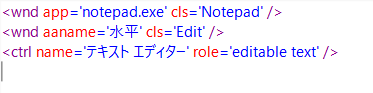 <wnd app='notepad.exe' cls='Notepad' />
<wnd aaname='水平' cls='Edit' />
<ctrl name='テキスト エディター' role='editable text' />